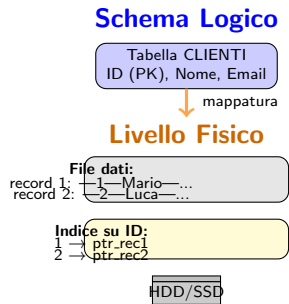 Schema Logico
Tabella CLIENTI
ID (PK), Nome, Email
mappatura
Livello Fisico
File dati:
record 1: —1—Mario—...
record 2: —2—Luca—...
Indice su ID:
1 → ptr_rec1
2 → ptr_rec2
HDD/SSD